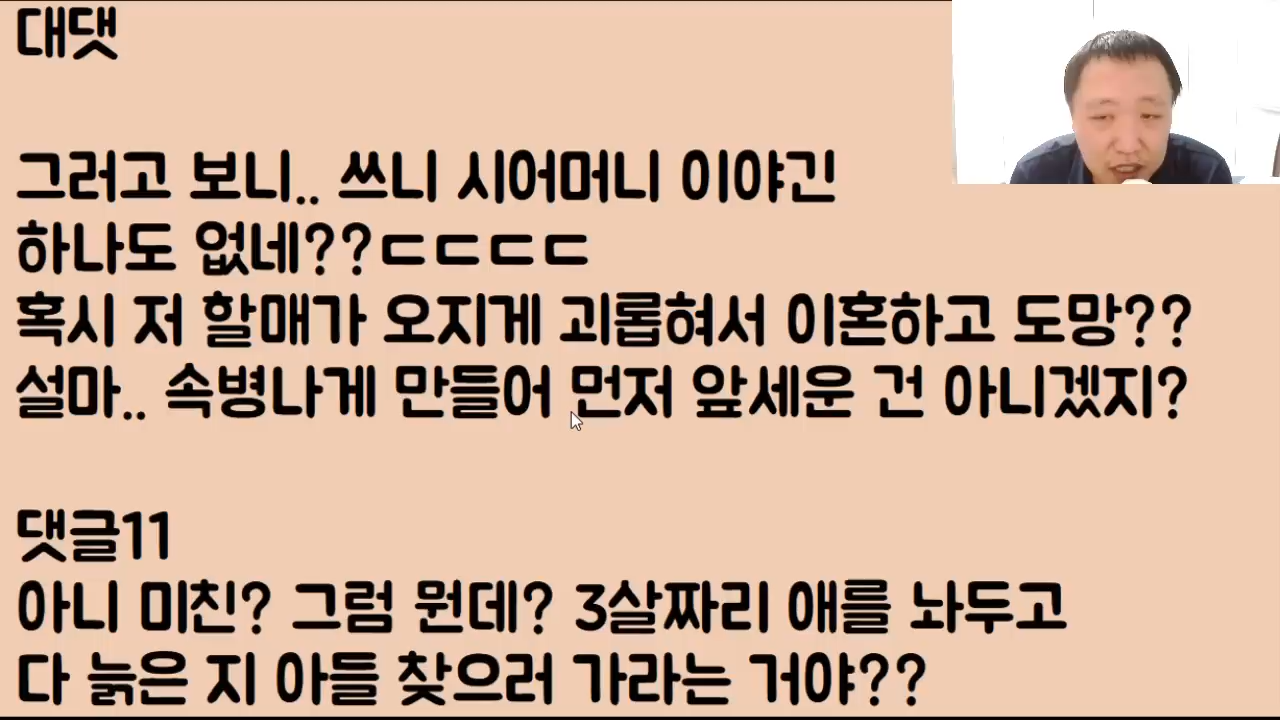 대댓
그러고 보니.. 쓰니 시어머니 이야긴
하나도 없네??ㄷㄷㄷㄷ
혹시 저 할매가 오지게 괴롭혀서 이혼하고 도망??
설마.. 속병나게 만들어 먼저 앞세운 건 아니겠지?
댓글11
아니 미친? 그럼 뭔데? 3살짜리 애를 놔두고
다 늙은 지 아들 찾으러 가라는 거야??